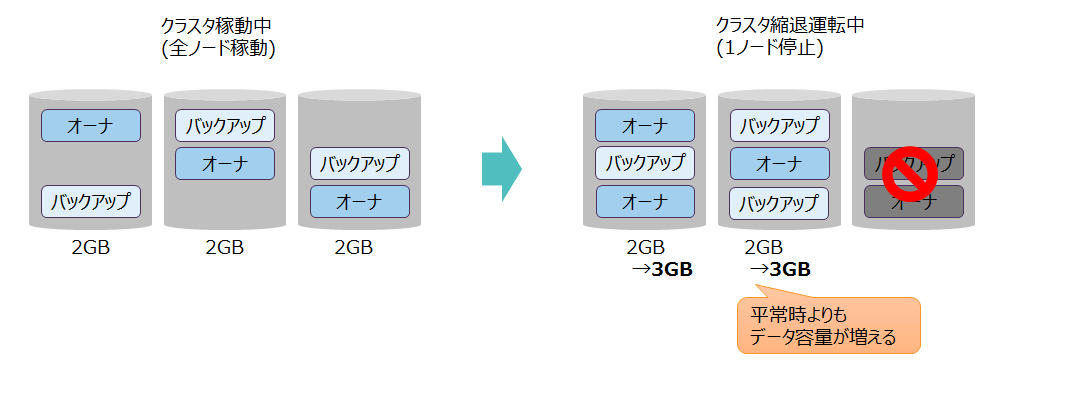 クラスタ稼動中
(全ノード稼動)
オーナ
バックアップ
バックアップ
オーナ
バックアップ
オーナ
2GB
2GB
2GB
クラスタ縮退運転中
(1ノード停止)
オーナ
バックアップ
オーナ
バックアップ
オーナ
バックアップ
バックアップ
オーナ
2GB
→3GB
2GB
→3GB
平常時よりも
データ容量が増える